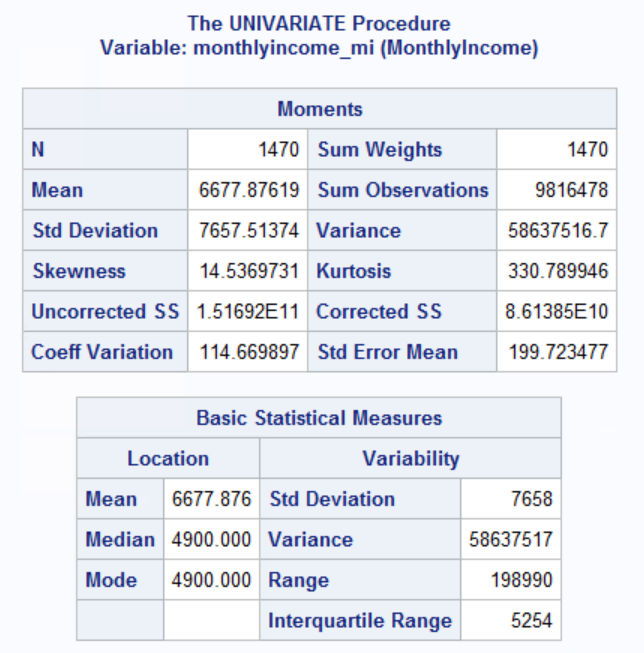 The UNIVARIATE Procedure
Variable: monthlyincome_mi (MonthlyIncome)
Moments
N 1470 Sum Weights 1470
Mean 6677.87619 Sum Observations 9816478
Std Deviation 7657.51374 Variance 58637516.7
Skewness 14.5369731 Kurtosis 330.789946
Uncorrected SS 1.51692E11 Corrected SS 8.61385E10
Coeff Variation 114.669897 Std Error Mean 199.723477
Basic Statistical Measures
Location Variability
Mean 6677.876 Std Deviation 7658
Median 4900.000 Variance 58637517
Mode 4900.000 Range 198990
Interquartile Range 5254